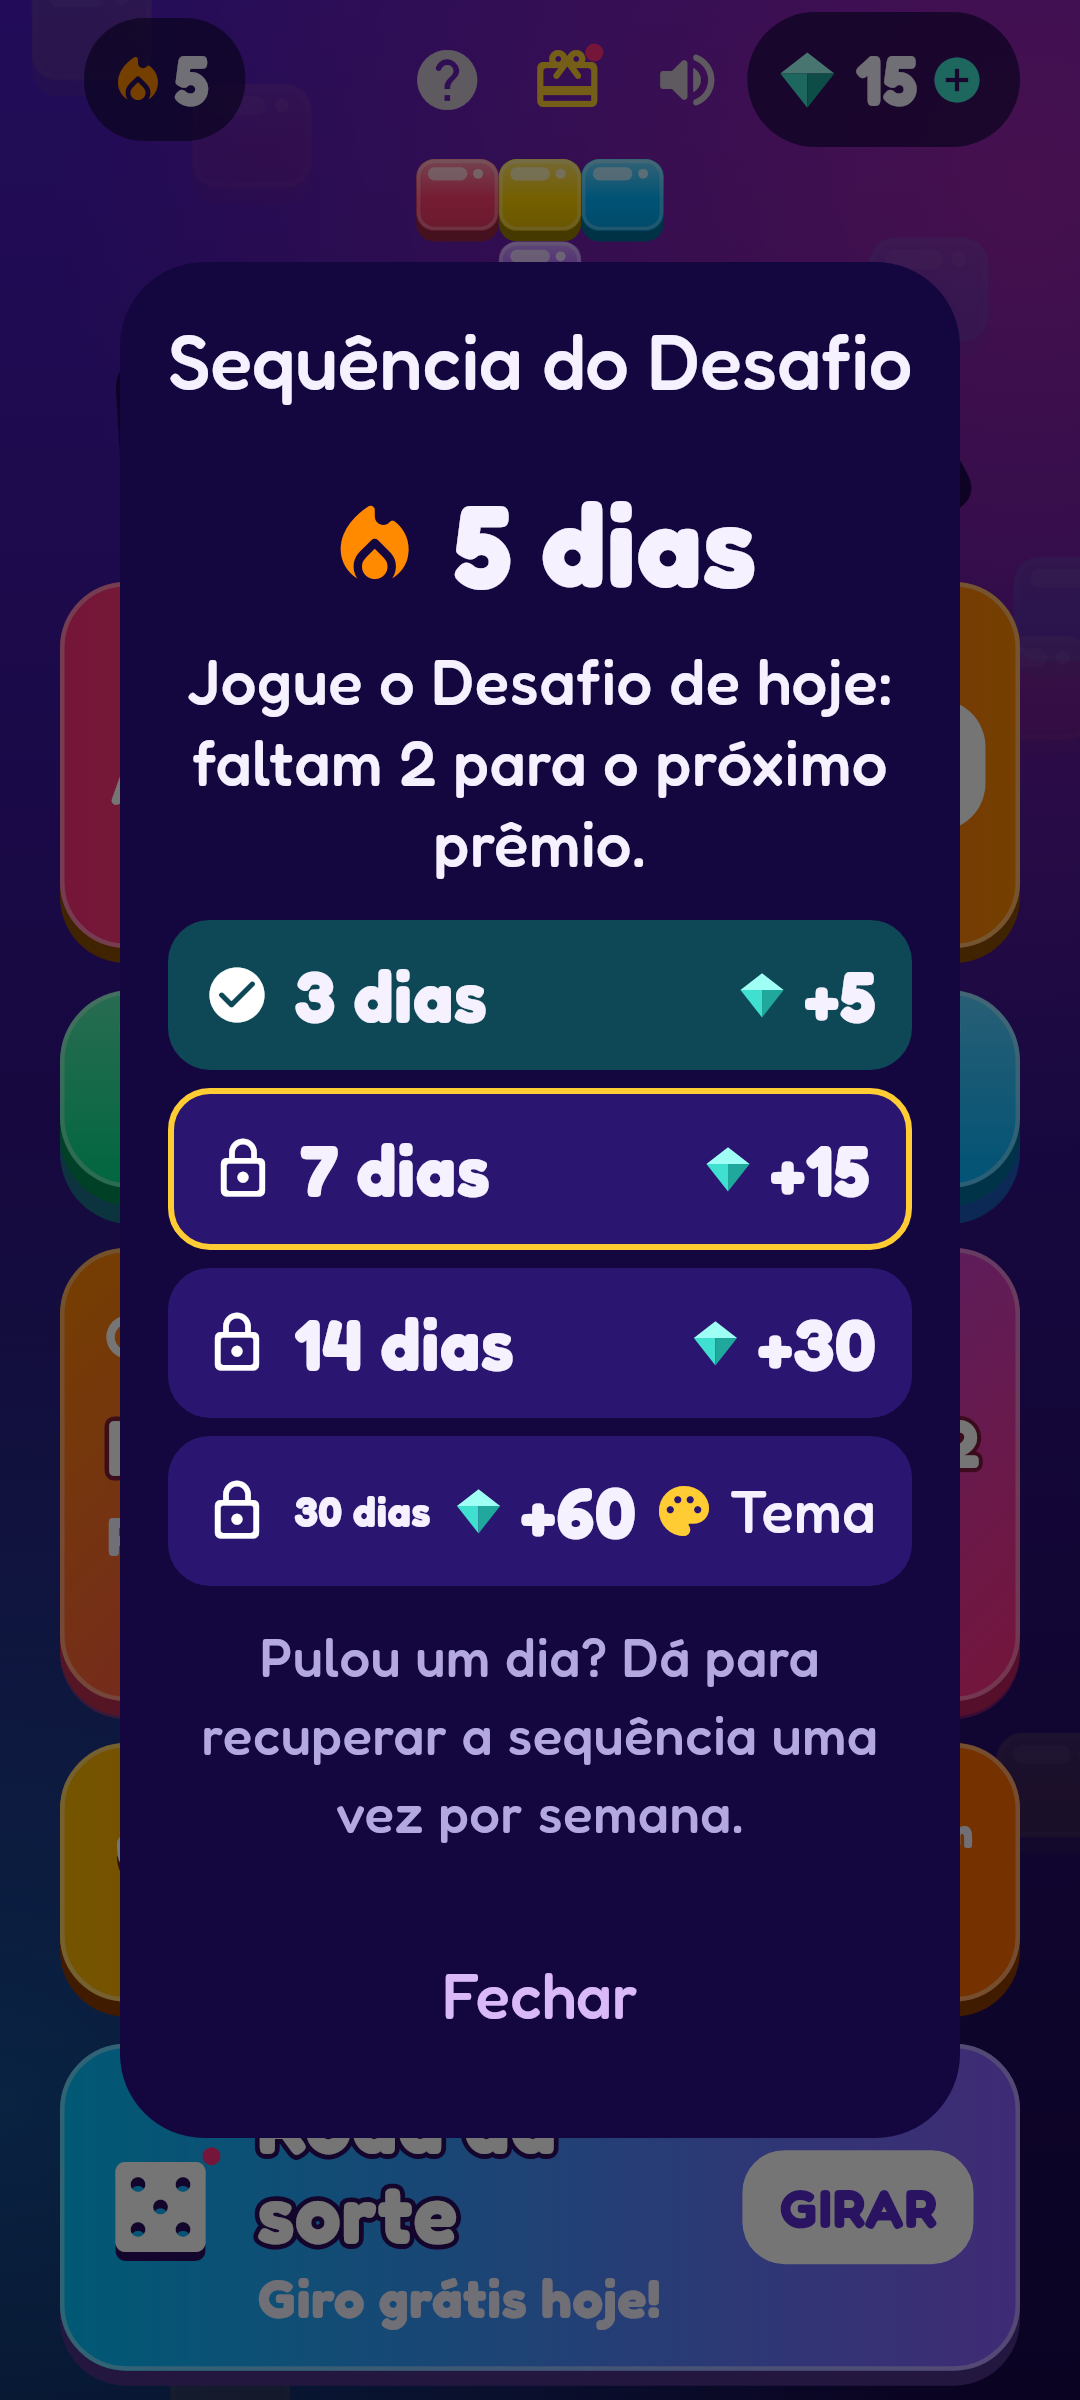 5
15
Sequência do Desafio
5 dias
Jogue o Desafio de hoje:
faltam 2 para o próximo
prêmio.
3 dias +5
7 dias +15
14 dias +30
30 dias +60 Tema
Pulou um dia? Dá para
recuperar a sequência uma
vez por semana.
Fechar
sorte
GIRAR
Giro grátis hoje!